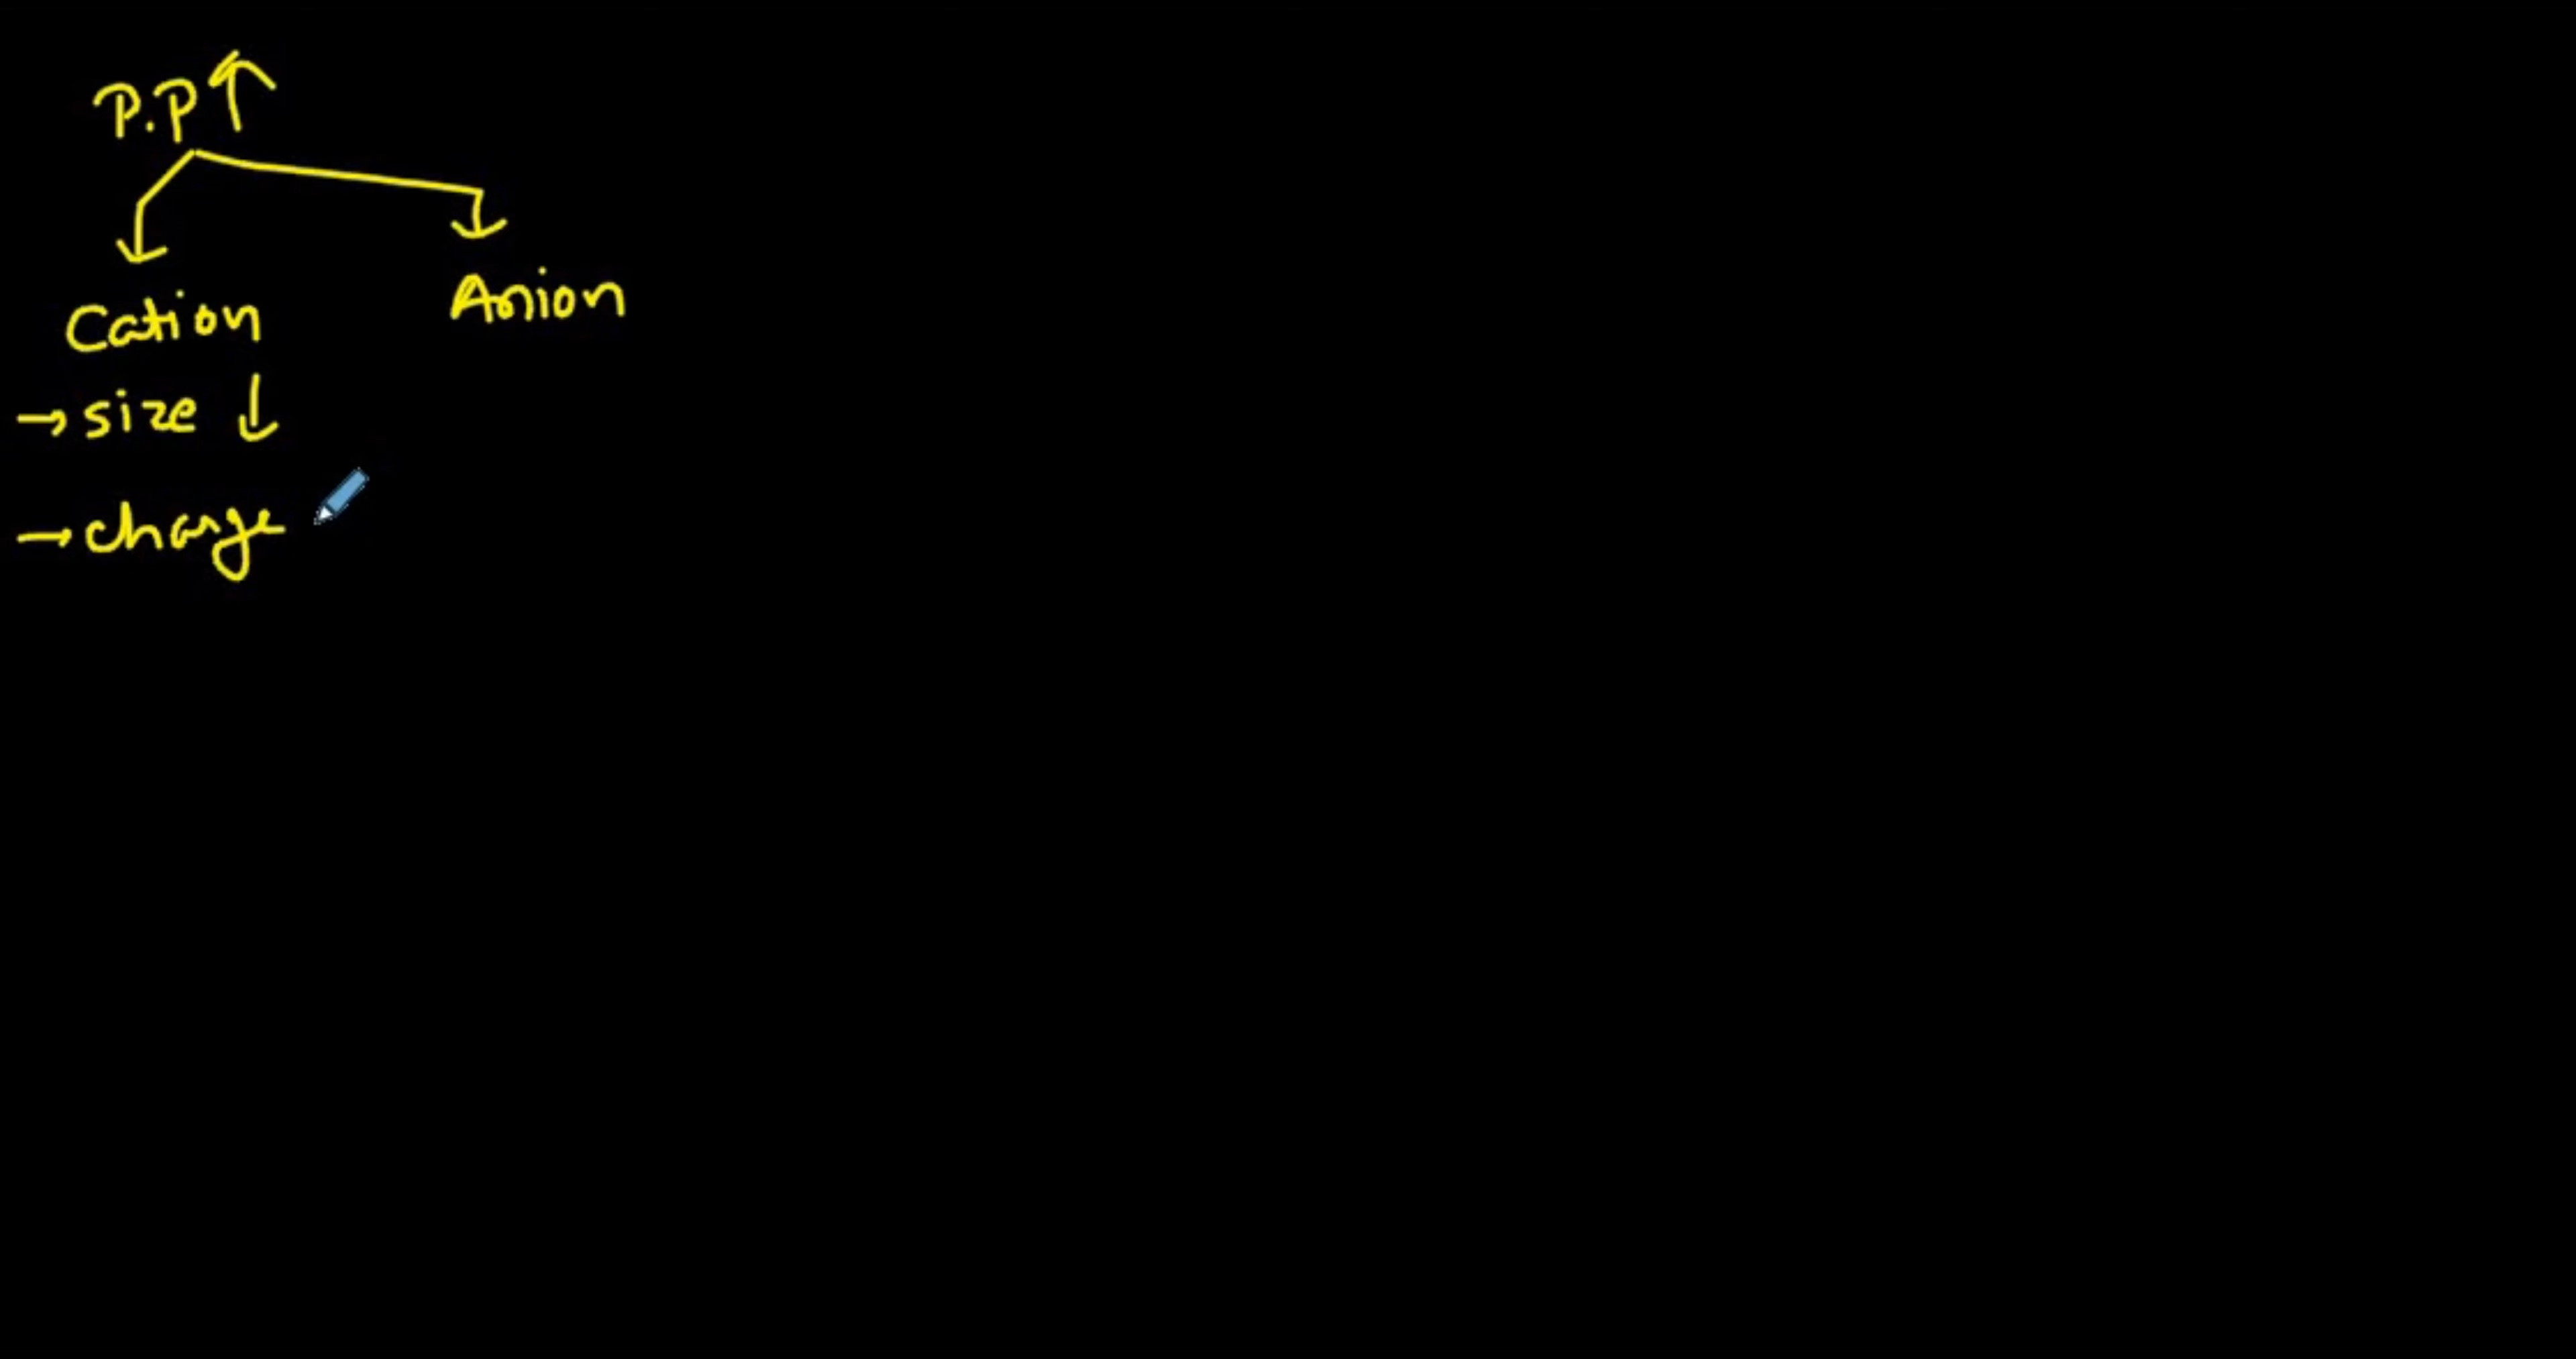 P.P↑
Cation
Anion
→ size ↓
→ charge